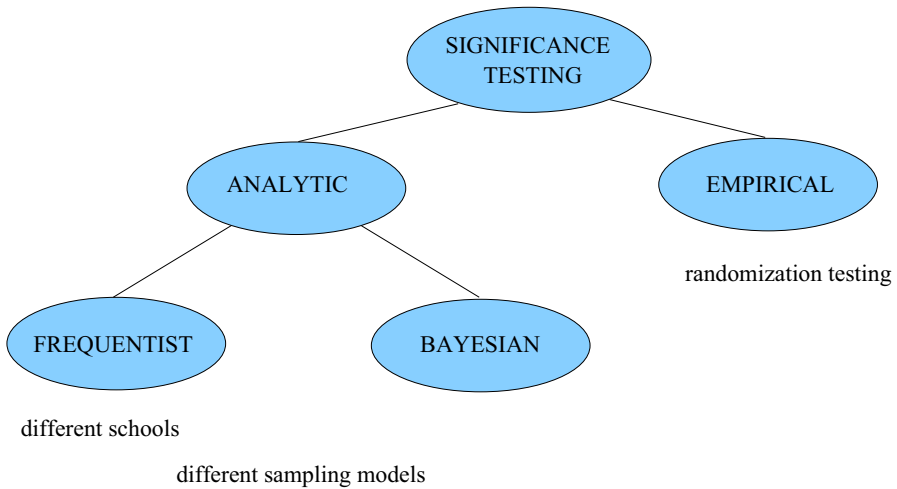 SIGNIFICANCE
TESTING
ANALYTIC
EMPIRICAL
randomization testing
FREQUENTIST
BAYESIAN
different schools
different sampling models